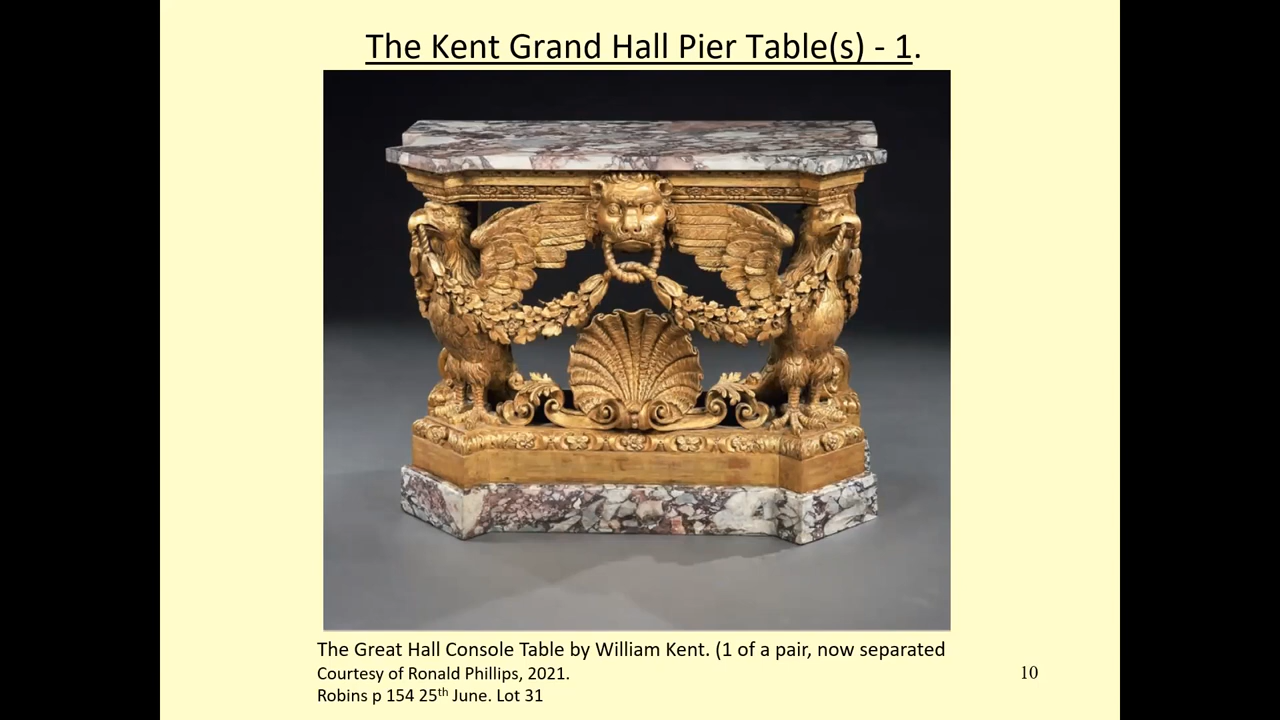 The Kent Grand Hall Pier Table(s) - 1.
The Great Hall Console Table by William Kent. (1 of a pair, now separated
Courtesy of Ronald Phillips, 2021.
Robins p 154 25th June. Lot 31
10